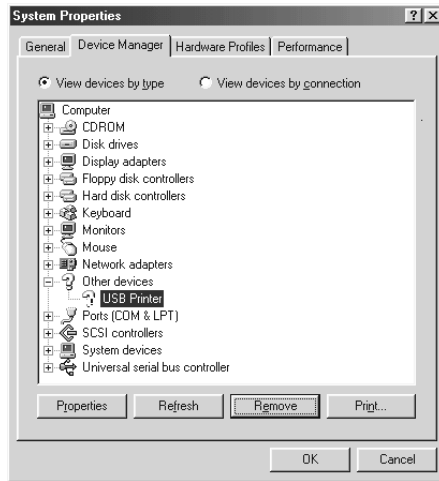 System Properties
? ×
General Device Manager Hardware Profiles Performance
View devices by type View devices by connection
Computer
CDROM
Disk drives
Display adapters
Floppy disk controllers
Hard disk controllers
Keyboard
Monitors
Mouse
Network adapters
Other devices
USB Printer
Ports (COM & LPT)
SCSI controllers
System devices
Universal serial bus controller
Properties Refresh Remove Print...
OK Cancel